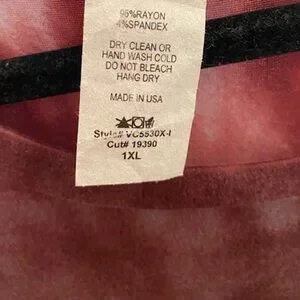 96%RAYON
4%SPANDEX
DRY CLEAN OR
HAND WASH COLD
DO NOT BLEACH
HANG DRY
MADE IN USA
Style# VC5530X-I
Cut# 19390
1XL